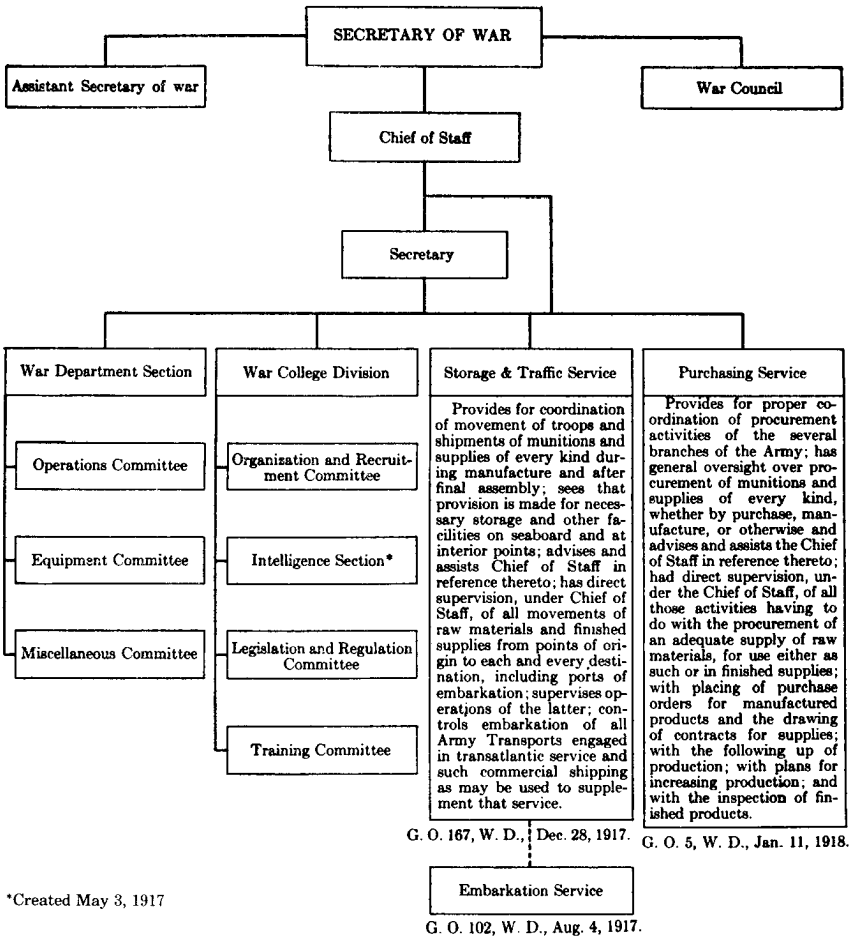 SECRETARY OF WAR
Assistant Secretary of war
War Council
Chief of Staff
Secretary
War Department Section
War College Division
Storage & Traffic Service
Purchasing Service
Operations Committee
Equipment Committee
Miscellaneous Committee
Organization and Recruit-
ment Committee
Intelligence Section*
Legislation and Regulation
Committee
Training Committee
Provides for coordination
of movement of troops and
shipments of munitions and
supplies of every kind dur-
ing manufacture and after
final assembly; sees that
provision is made for neces-
sary storage and other fa-
cilities on seaboard and at
interior points; advises and
assists Chief of Staff in
reference thereto; has direct
supervision, under Chief of
Staff, of all movements of
raw materials and finished
supplies from points of ori-
gin to each and every desti-
nation, including ports of
embarkation; supervises op-
erations of the latter; con-
trols embarkation of all
Army Transports engaged
in transatlantic service and
such commercial shipping
as may be used to supple-
ment that service.
G. O. 167, W. D., Dec. 28, 1917.
Embarkation Service
G. O. 102, W. D., Aug. 4, 1917.
Provides for proper co-
ordination of procurement
activities of the several
branches of the Army; has
general oversight over pro-
curement of munitions and
supplies of every kind,
whether by purchase, man-
ufacture, or otherwise and
advises and assists the Chief
of Staff in reference thereto;
had direct supervision, un-
der the Chief of Staff, of all
those activities having to
do with the procurement of
an adequate supply of raw
materials, for use either as
such or in finished supplies;
with placing of purchase
orders for manufactured
products and the drawing
of contracts for supplies;
with the following up of
production; with plans for
increasing production; and
with the inspection of fin-
ished products.
G. O. 5, W. D., Jan. 11, 1918.
*Created May 3, 1917